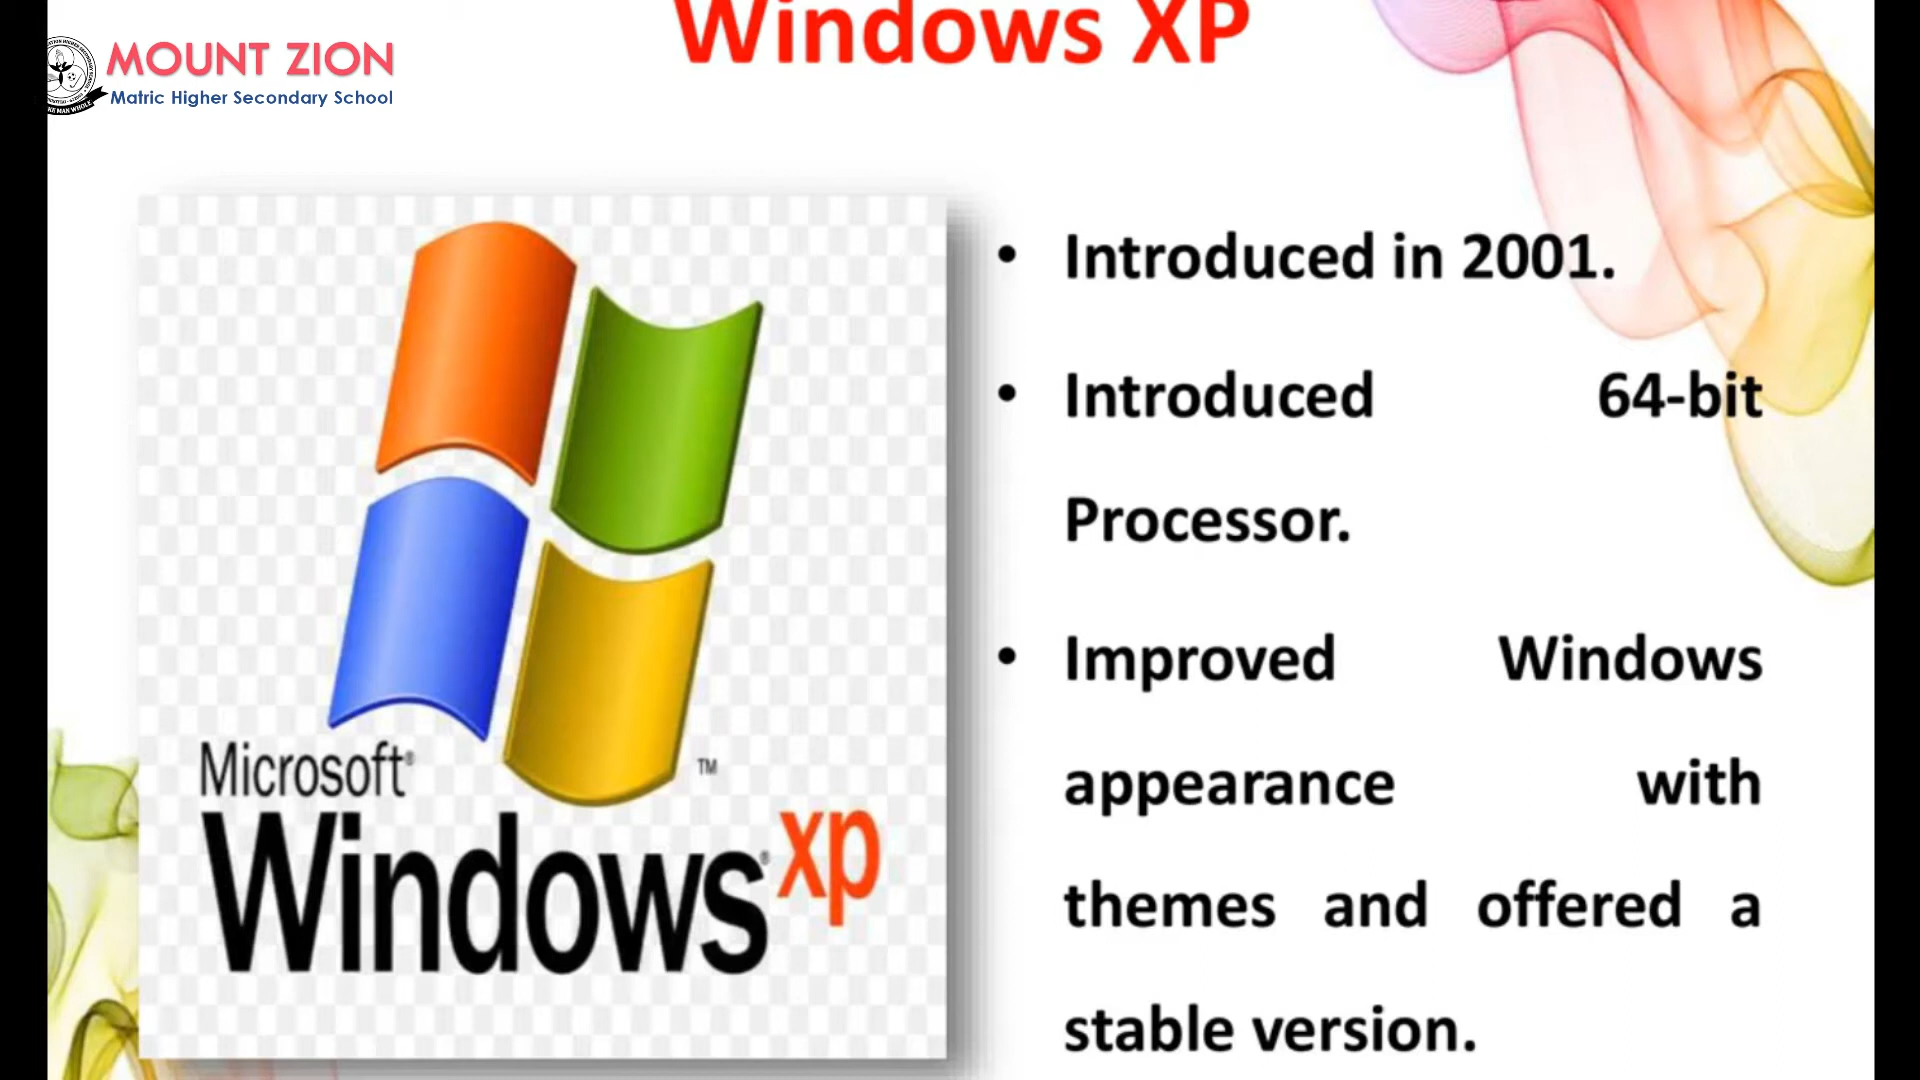 Windows XP
MOUNT ZION
Matric Higher Secondary School
Microsoft®
Windows® xp
TM
• Introduced in 2001.
• Introduced 64-bit
Processor.
• Improved Windows
appearance with
themes and offered a
stable version.